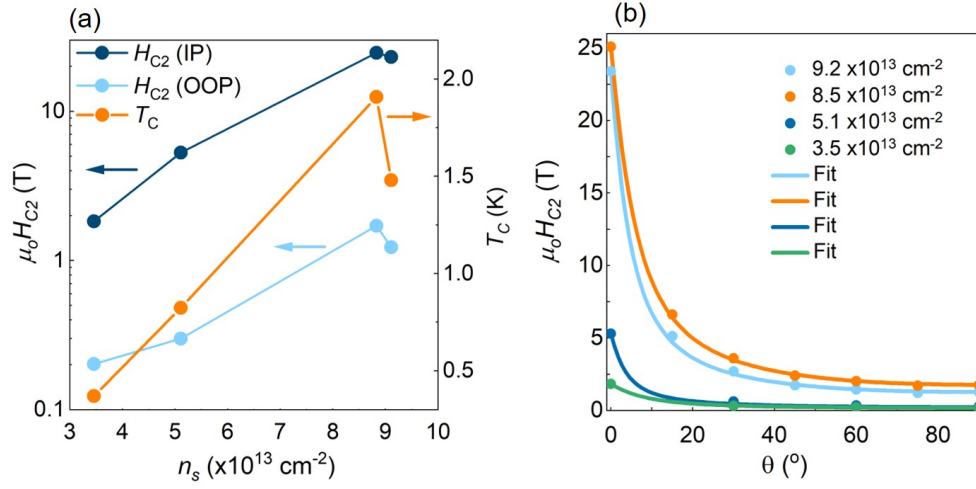 (a)
H_C2 (IP)
H_C2 (OOP)
T_C
10
1
0.1
μ_oH_C2 (T)
2.0
1.5
1.0
0.5
T_C (K)
3 4 5 6 7 8 9 10
n_s (x10^13 cm^-2)
(b)
25
20
15
10
5
0
μ_oH_C2 (T)
9.2 x10^13 cm^-2
8.5 x10^13 cm^-2
5.1 x10^13 cm^-2
3.5 x10^13 cm^-2
Fit
Fit
Fit
Fit
0 20 40 60 80
θ (°)